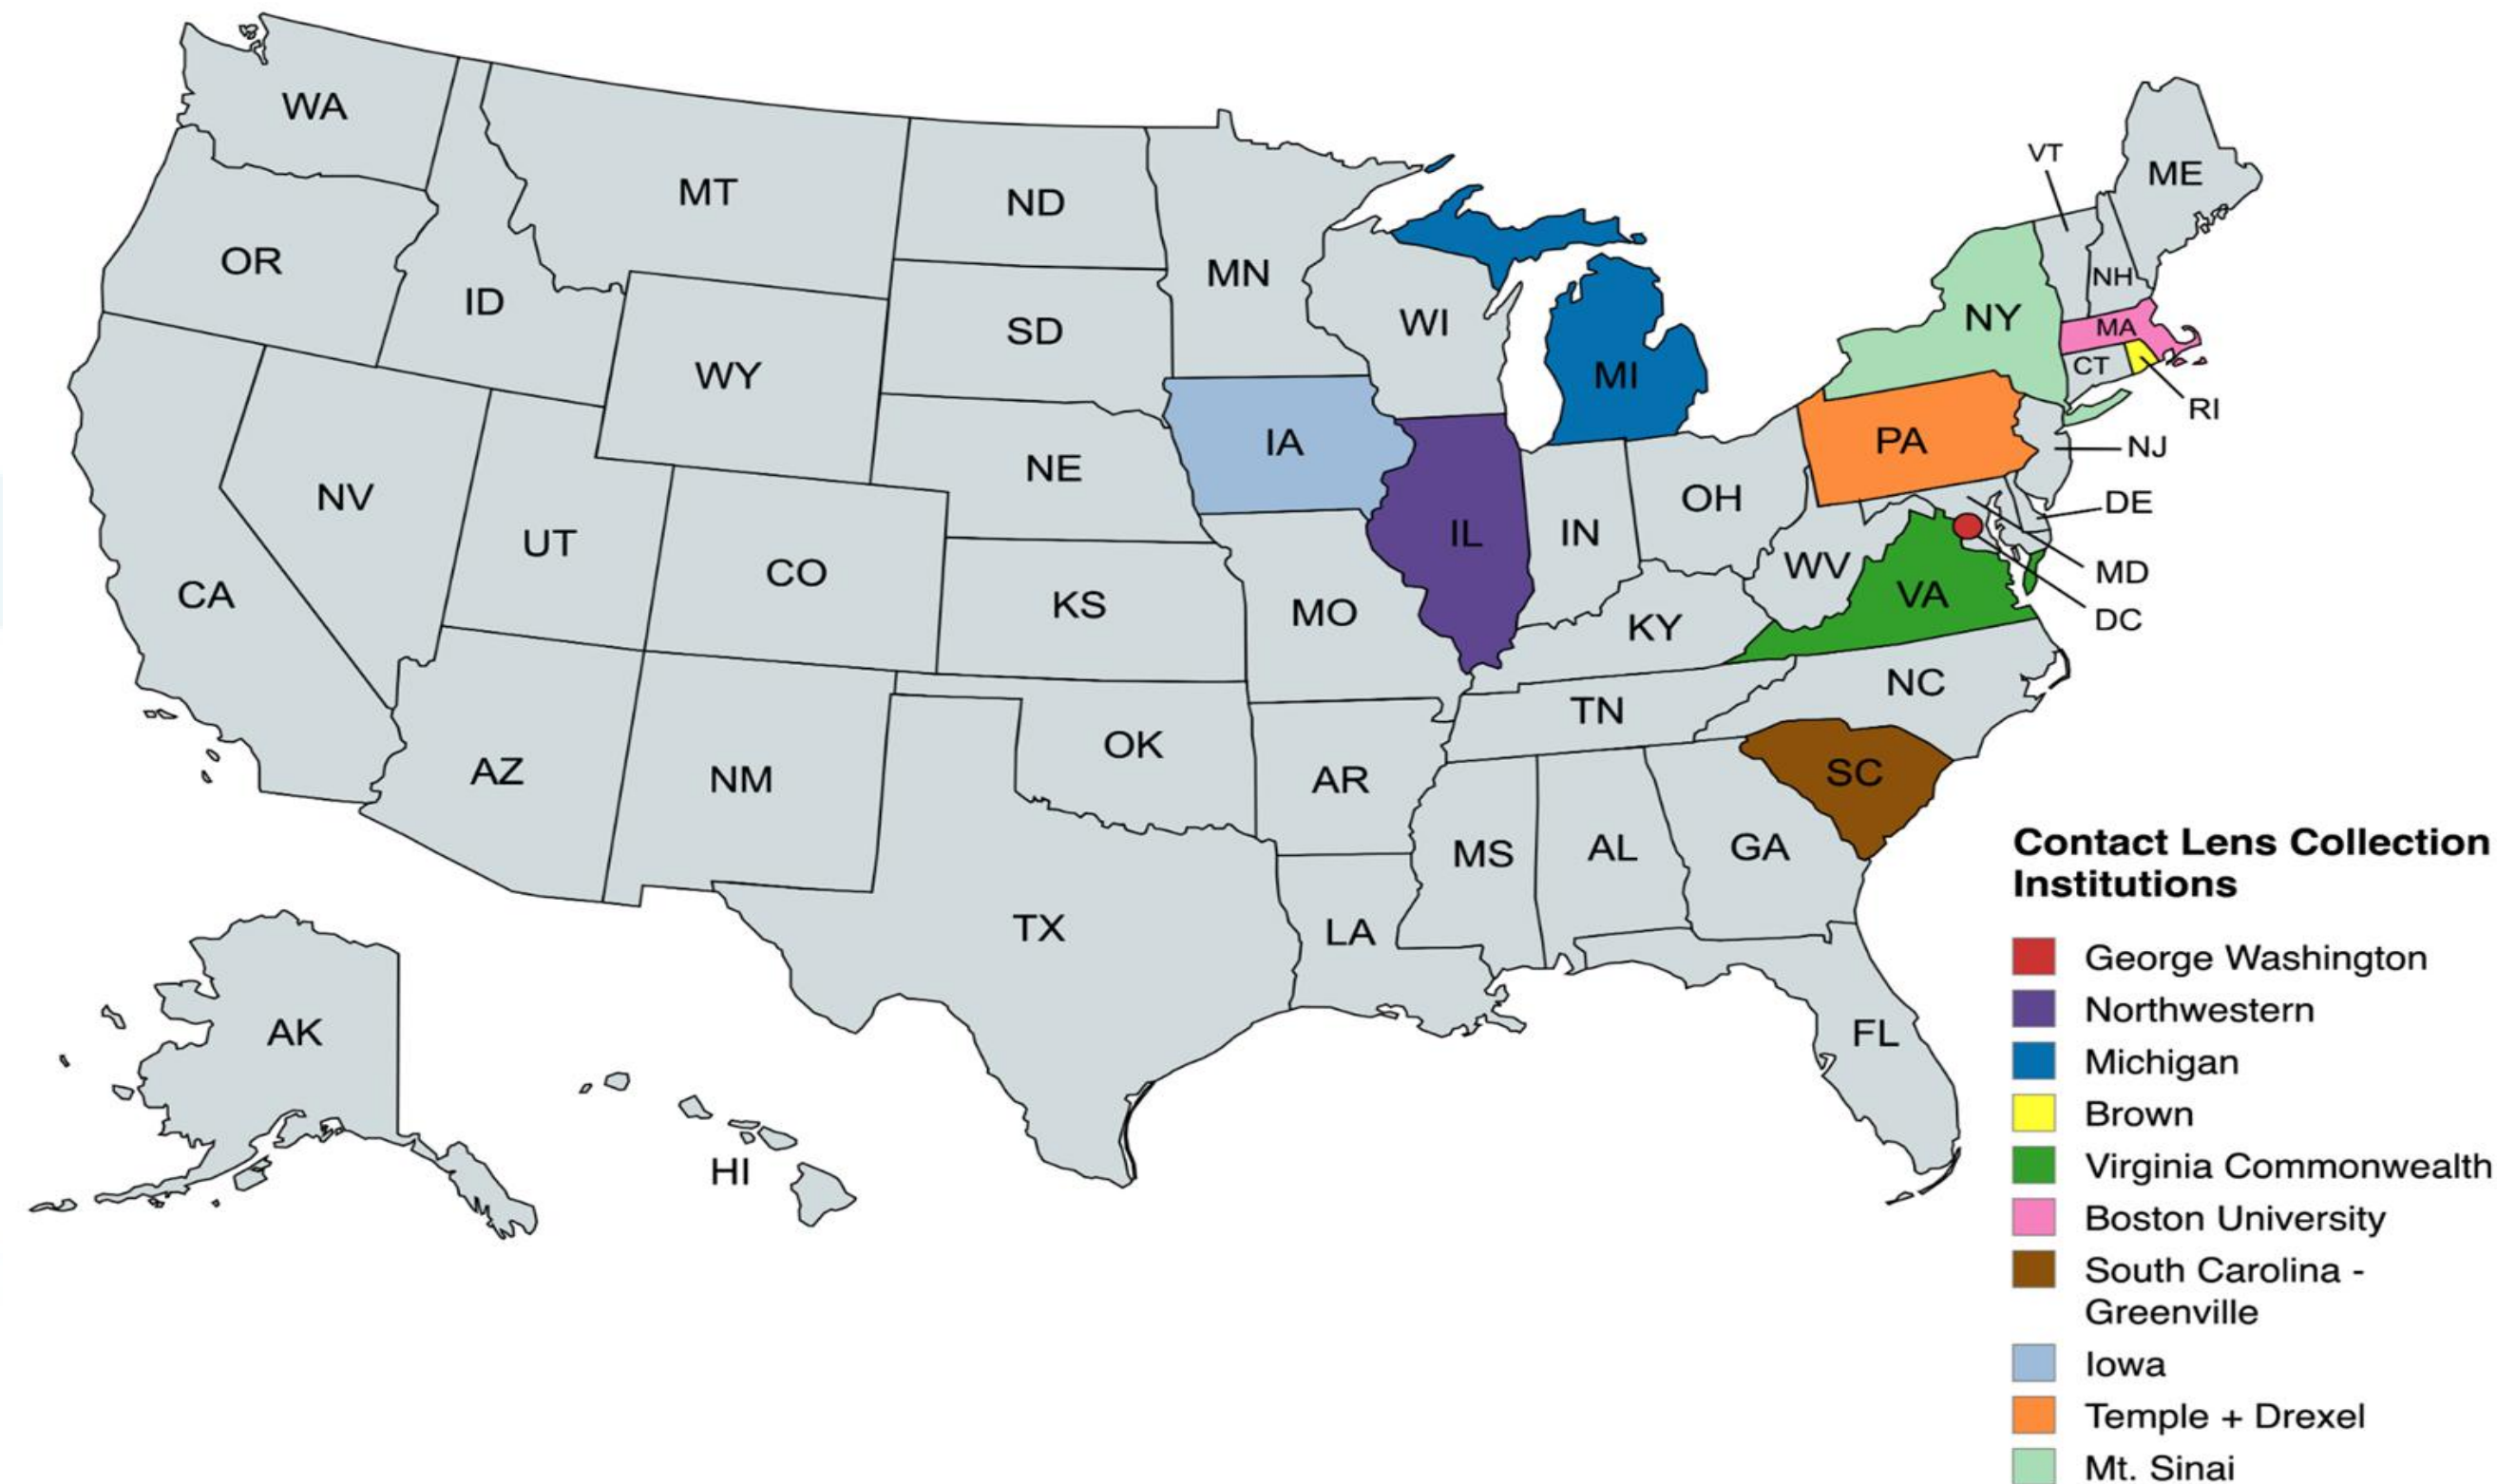 WA
VT
ME
MT
ND
OR
MN
NH
ID
NY
WI
SD
MA
CT
WY
MI
RI
IA
PA
NJ
NE
NV
OH
DE
IL
IN
UT
WV
MD
CO
CA
VA
KS
MO
DC
KY
NC
TN
OK
AZ
SC
NM
AR
MS
AL
GA
Contact Lens Collection
Institutions
TX
LA
George Washington
Northwestern
AK
FL
Michigan
Brown
Virginia Commonwealth
HI
Boston University
South Carolina -
Greenville
Iowa
Temple + Drexel
Mt. Sinai